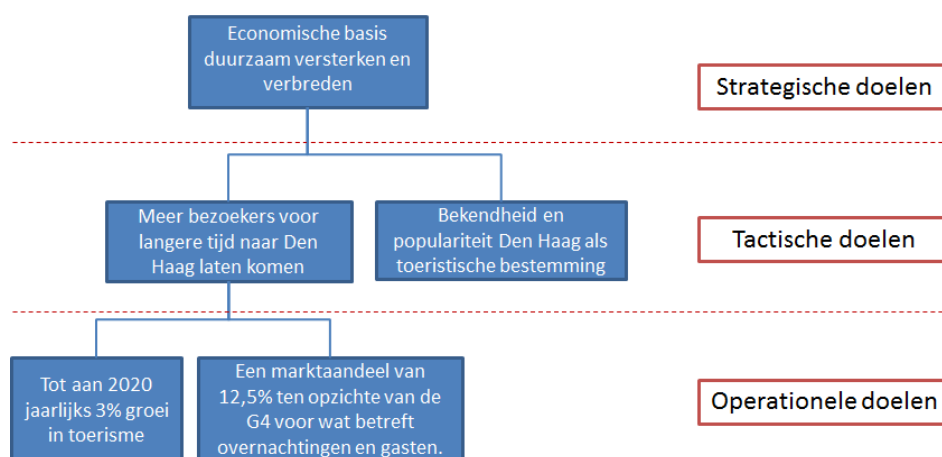 Economische basis
duurzaam versterken en
verbreden
Strategische doelen
Meer bezoekers voor
langere tijd naar Den
Haag laten komen
Bekendheid en
populariteit Den Haag als
toeristische bestemming
Tactische doelen
Tot aan 2020
jaarlijks 3% groei
in toerisme
Een marktaandeel van
12,5% ten opzichte van de
G4 voor wat betreft
overnachtingen en gasten.
Operationele doelen